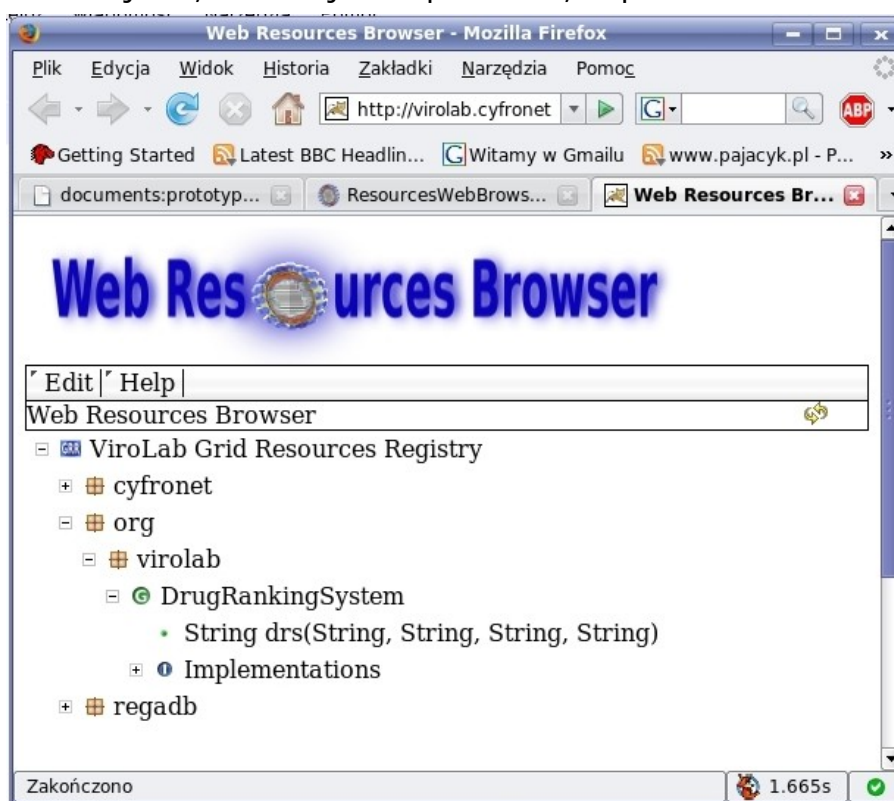 Web Resources Browser - Mozilla Firefox
Plik Edycja Widok Historia Zakładki Narzędzia Pomoc
http://virolab.cyfronet G
Getting Started Latest BBC Headlin... Witamy w Gmailu www.pajacyk.pl - P... »
documents:prototyp... ResourcesWebBrows... Web Resources Br...
Web Resources Browser
Edit Help
Web Resources Browser
ViroLab Grid Resources Registry
cyfronet
org
virolab
DrugRankingSystem
String drs(String, String, String, String)
Implementations
regadb
Zakończono 1.665s